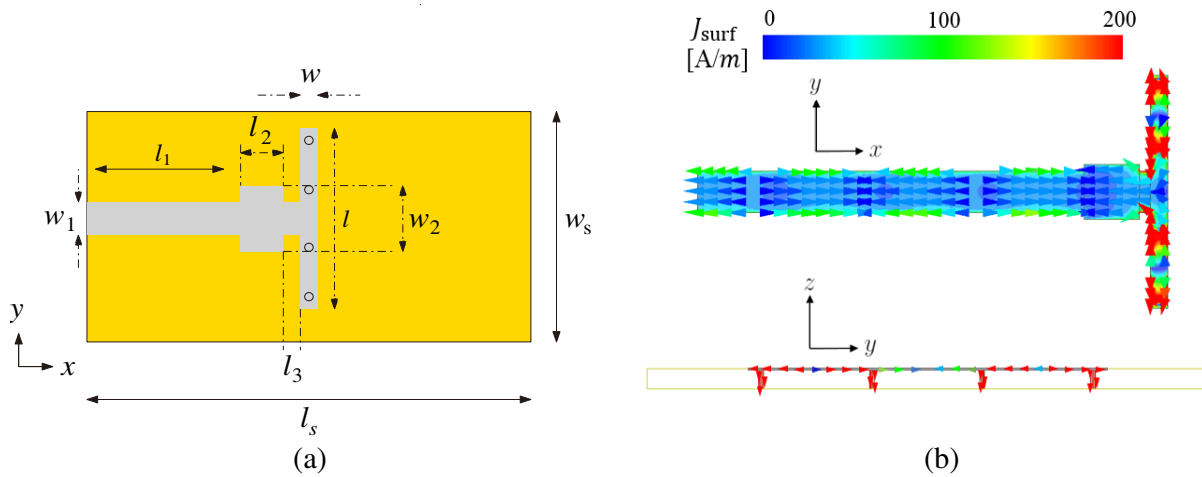 w
l₂
l₁
w₁
l
w₂
wₛ
y
x
l₃
lₛ
(a)
Jsurf
[A/m]
0 100 200
y
x
z
y
(b)